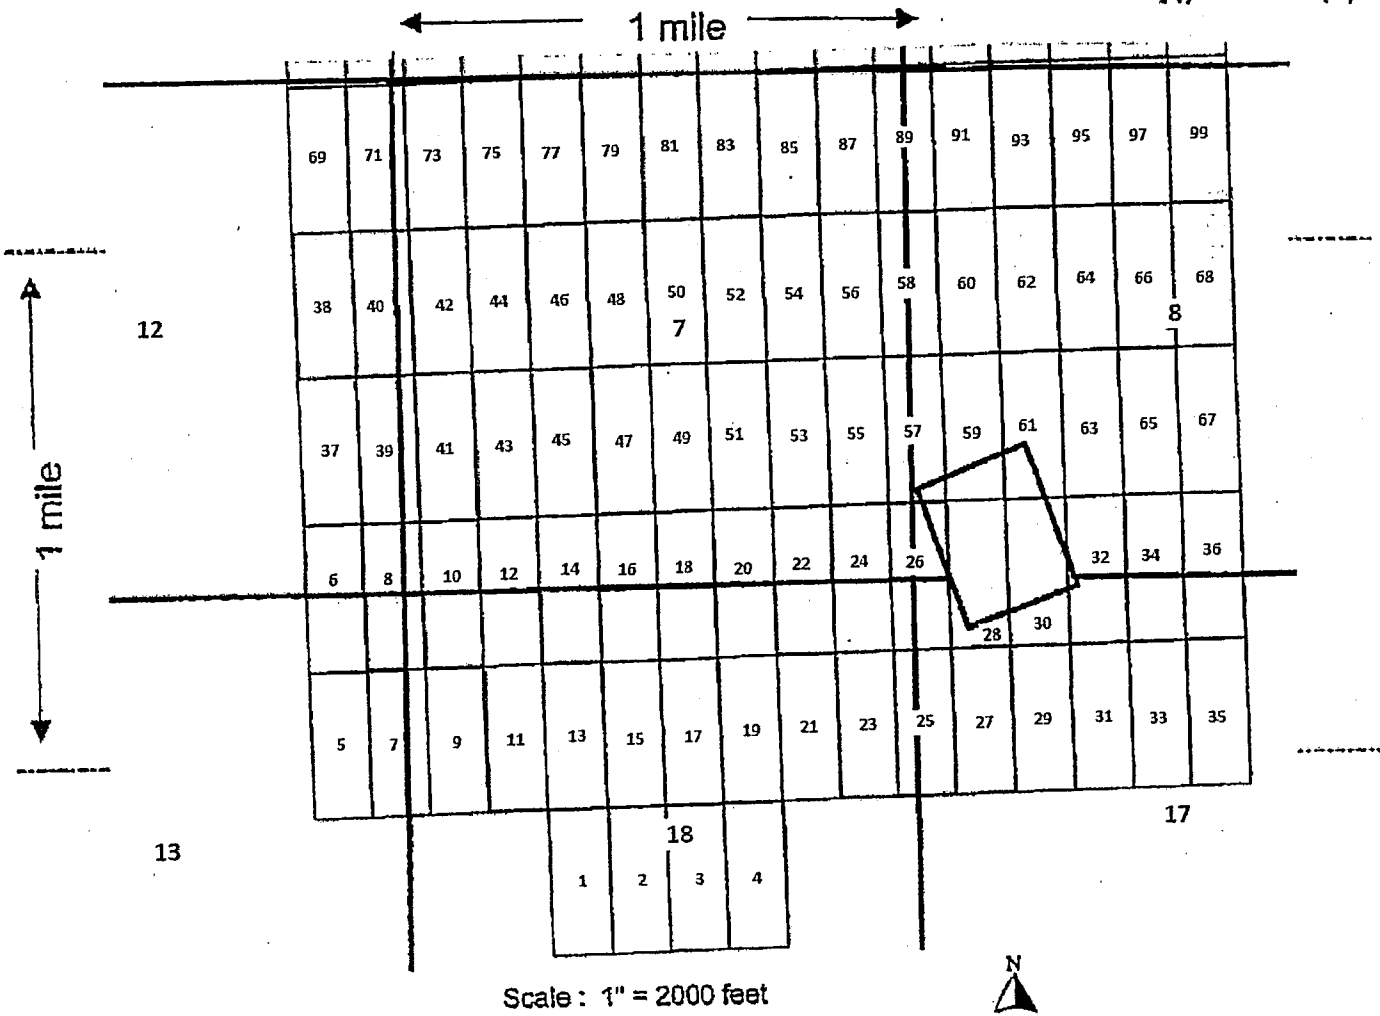 1 mile
69 71 73 75 77 79 81 83 85 87 89 91 93 95 97 99
38 40 42 44 46 48 50 52 54 56 58 60 62 64 66 68
12 7 8
37 39 41 43 45 47 49 51 53 55 57 59 61 63 65 67
1 mile
6 8 10 12 14 16 18 20 22 24 26 32 34 36
28 30
5 7 9 11 13 15 17 19 21 23 25 27 29 31 33 35
13 18 17
1 2 3 4
N
Scale : 1" = 2000 feet